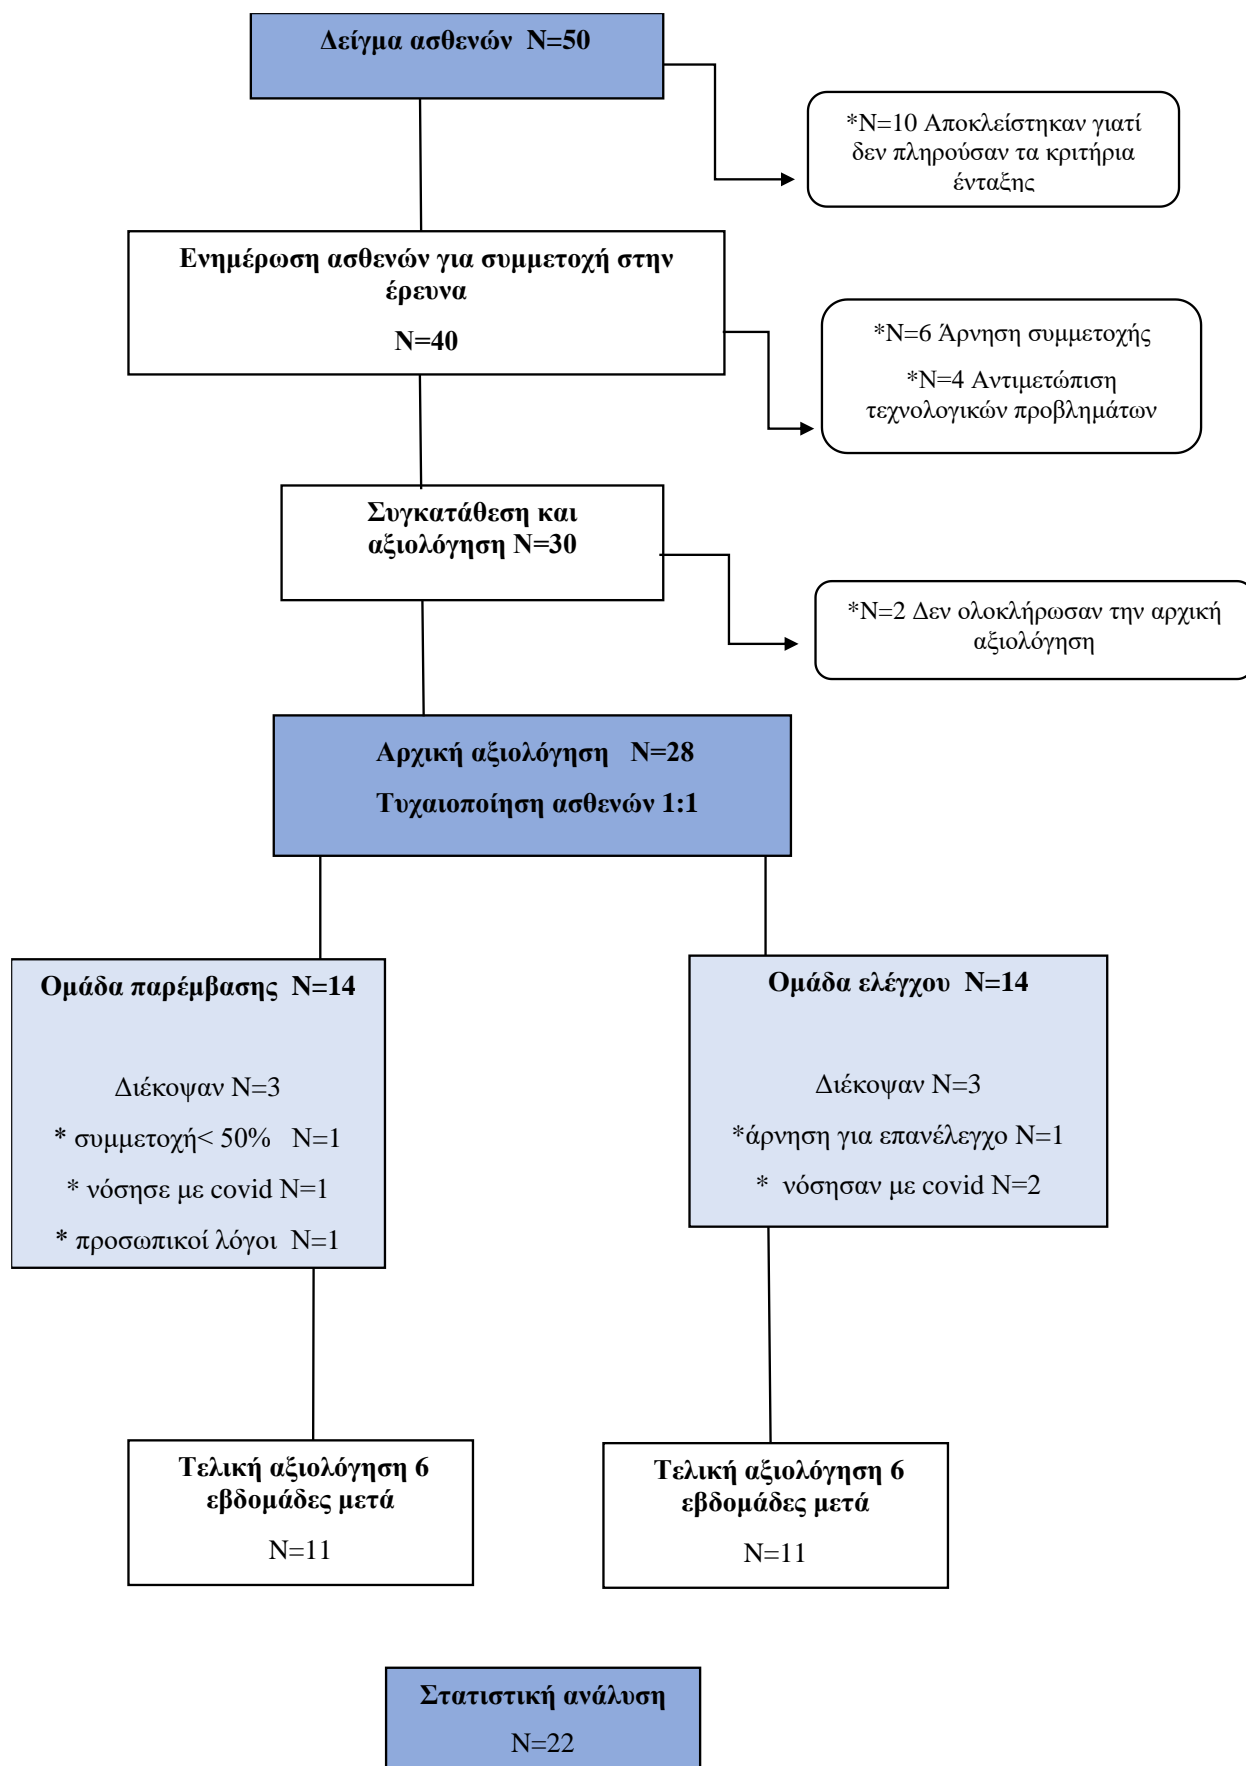 Δείγμα ασθενών N=50
*N=10 Αποκλείστηκαν γιατί
δεν πληρούσαν τα κριτήρια
ένταξης
Ενημέρωση ασθενών για συμμετοχή στην
έρευνα
N=40
*N=6 Άρνηση συμμετοχής
*N=4 Αντιμετώπιση
τεχνολογικών προβλημάτων
Συγκατάθεση και
αξιολόγηση N=30
*N=2 Δεν ολοκλήρωσαν την αρχική
αξιολόγηση
Αρχική αξιολόγηση N=28
Τυχαιοποίηση ασθενών 1:1
Ομάδα παρέμβασης N=14
Διέκοψαν N=3
* συμμετοχή< 50% N=1
* νόσησε με covid N=1
* προσωπικοί λόγοι N=1
Ομάδα ελέγχου N=14
Διέκοψαν N=3
*άρνηση για επανέλεγχο N=1
* νόσησαν με covid N=2
Τελική αξιολόγηση 6
εβδομάδες μετά
N=11
Τελική αξιολόγηση 6
εβδομάδες μετά
N=11
Στατιστική ανάλυση
N=22